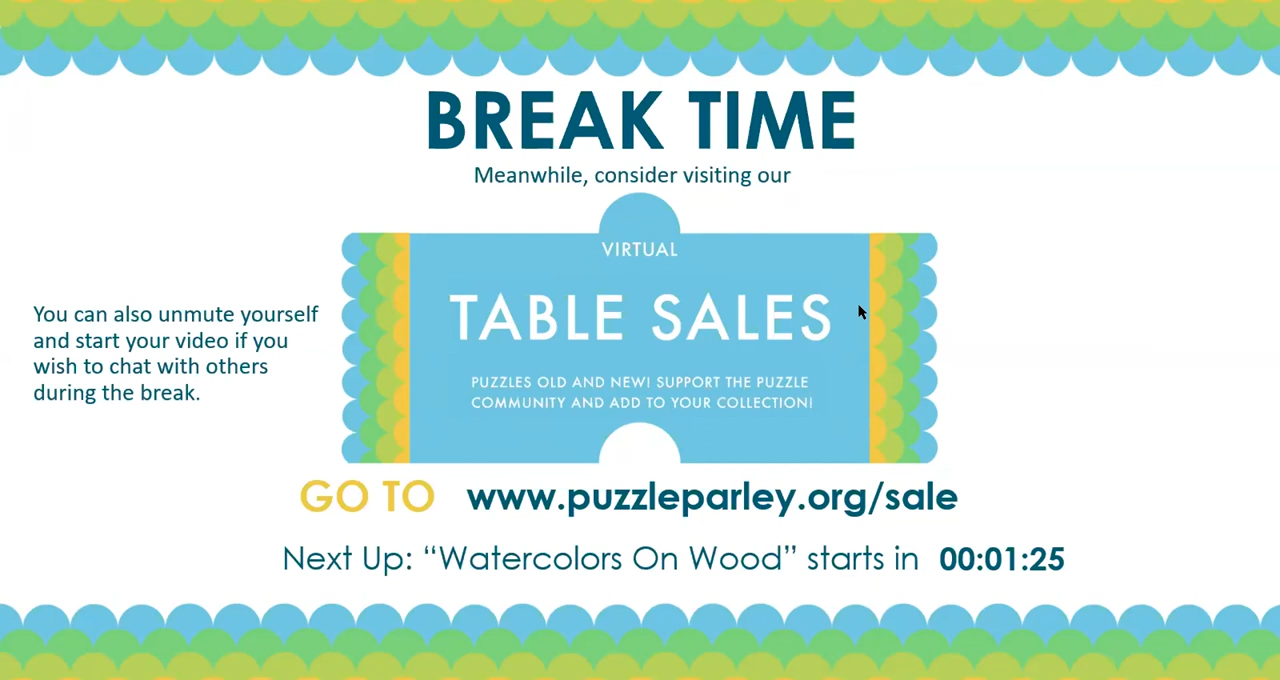 BREAK TIME
Meanwhile, consider visiting our
VIRTUAL
TABLE SALES
PUZZLES OLD AND NEW! SUPPORT THE PUZZLE
COMMUNITY AND ADD TO YOUR COLLECTION!
You can also unmute yourself
and start your video if you
wish to chat with others
during the break.
GO TO www.puzzleparley.org/sale
Next Up: “Watercolors On Wood” starts in 00:01:25